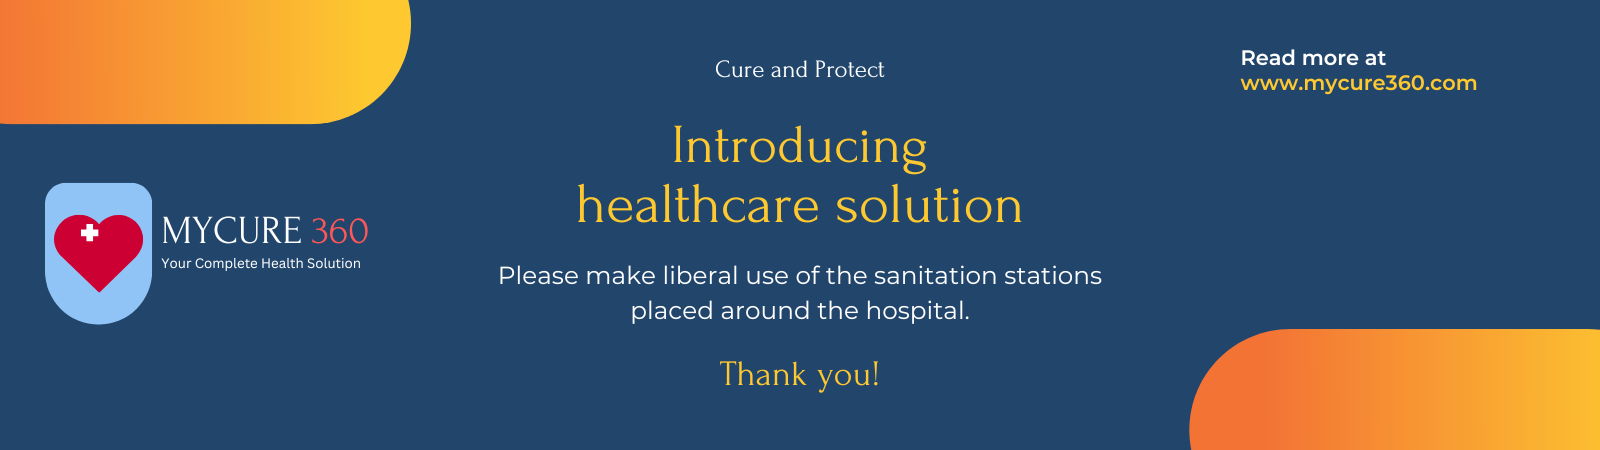 MYCURE 360
Your Complete Health Solution
Cure and Protect
Introducing
healthcare solution
Please make liberal use of the sanitation stations
placed around the hospital.
Thank you!
Read more at
www.mycure360.com